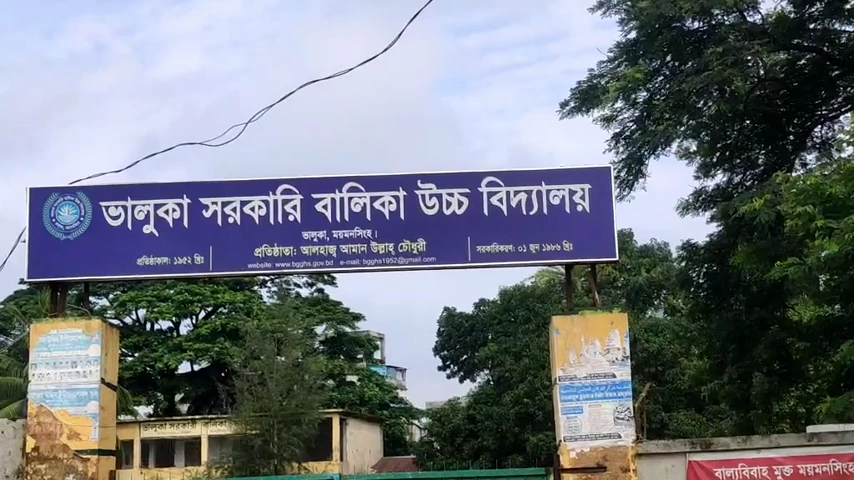 ভালুকা সরকারি বালিকা উচ্চ বিদ্যালয়
ভালুকা, ময়মনসিংহ।
প্রতিষ্ঠাকাল: ১৯৫২ খ্রিঃ
প্রতিষ্ঠাতা: আলহাজ্ব আমান উল্লাহ্ চৌধুরী
সরকারিকরণ: ০১ জুন ১৯৮৬ খ্রিঃ
website: www.bgghs.gov.bd e-mail: bgghs1952@gmail.com
ভালুকা সরকারি
বাল্যবিবাহ মুক্ত ময়মনসিংহ